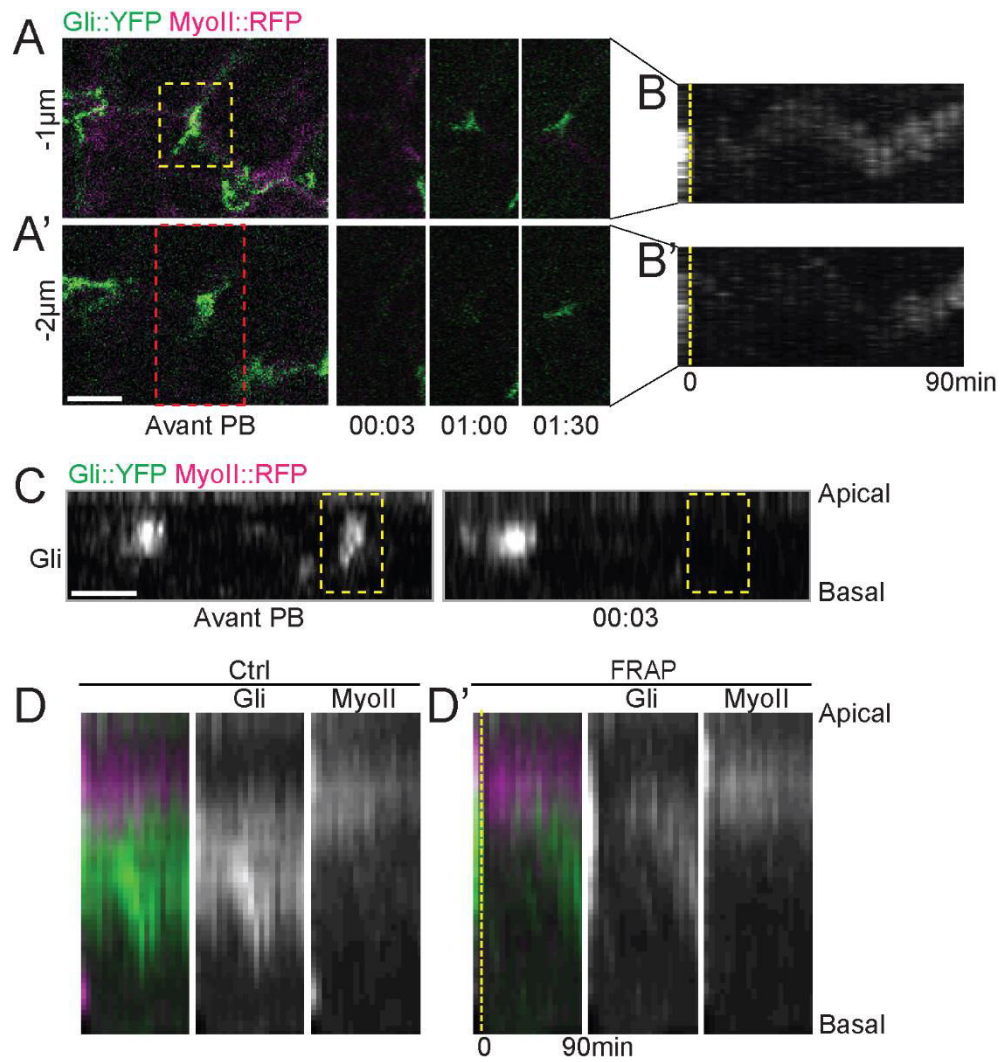 A
Gli::YFP MyoII::RFP
-1µm
B
A'
-2µm
B'
Avant PB
00:03
01:00
01:30
0
90min
C
Gli::YFP MyoII::RFP
Gli
Avant PB
00:03
Apical
Basal
D
Ctrl
Gli
MyoII
D'
FRAP
Gli
MyoII
Apical
Basal
0
90min